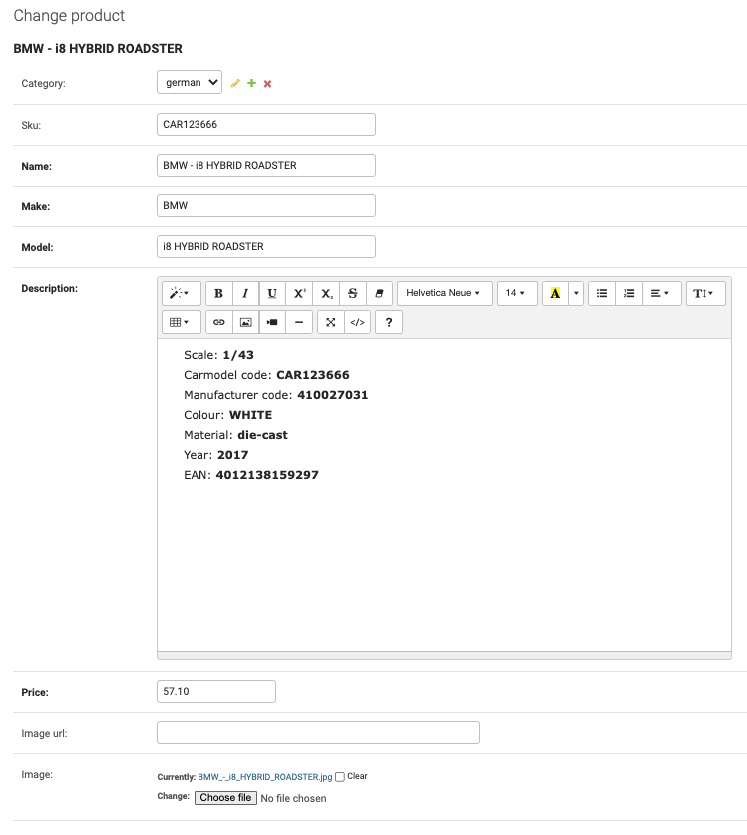 Change product
BMW - i8 HYBRID ROADSTER
Category: german
Sku: CAR123666
Name: BMW - i8 HYBRID ROADSTER
Make: BMW
Model: i8 HYBRID ROADSTER
Description:
B I U X² X₂ S Helvetica Neue 14 A T
</> ?
Scale: 1/43
Carmodel code: CAR123666
Manufacturer code: 410027031
Colour: WHITE
Material: die-cast
Year: 2017
EAN: 4012138159297
Price: 57.10
Image url:
Image: Currently: BMW_-_i8_HYBRID_ROADSTER.jpg Clear
Change: Choose file No file chosen